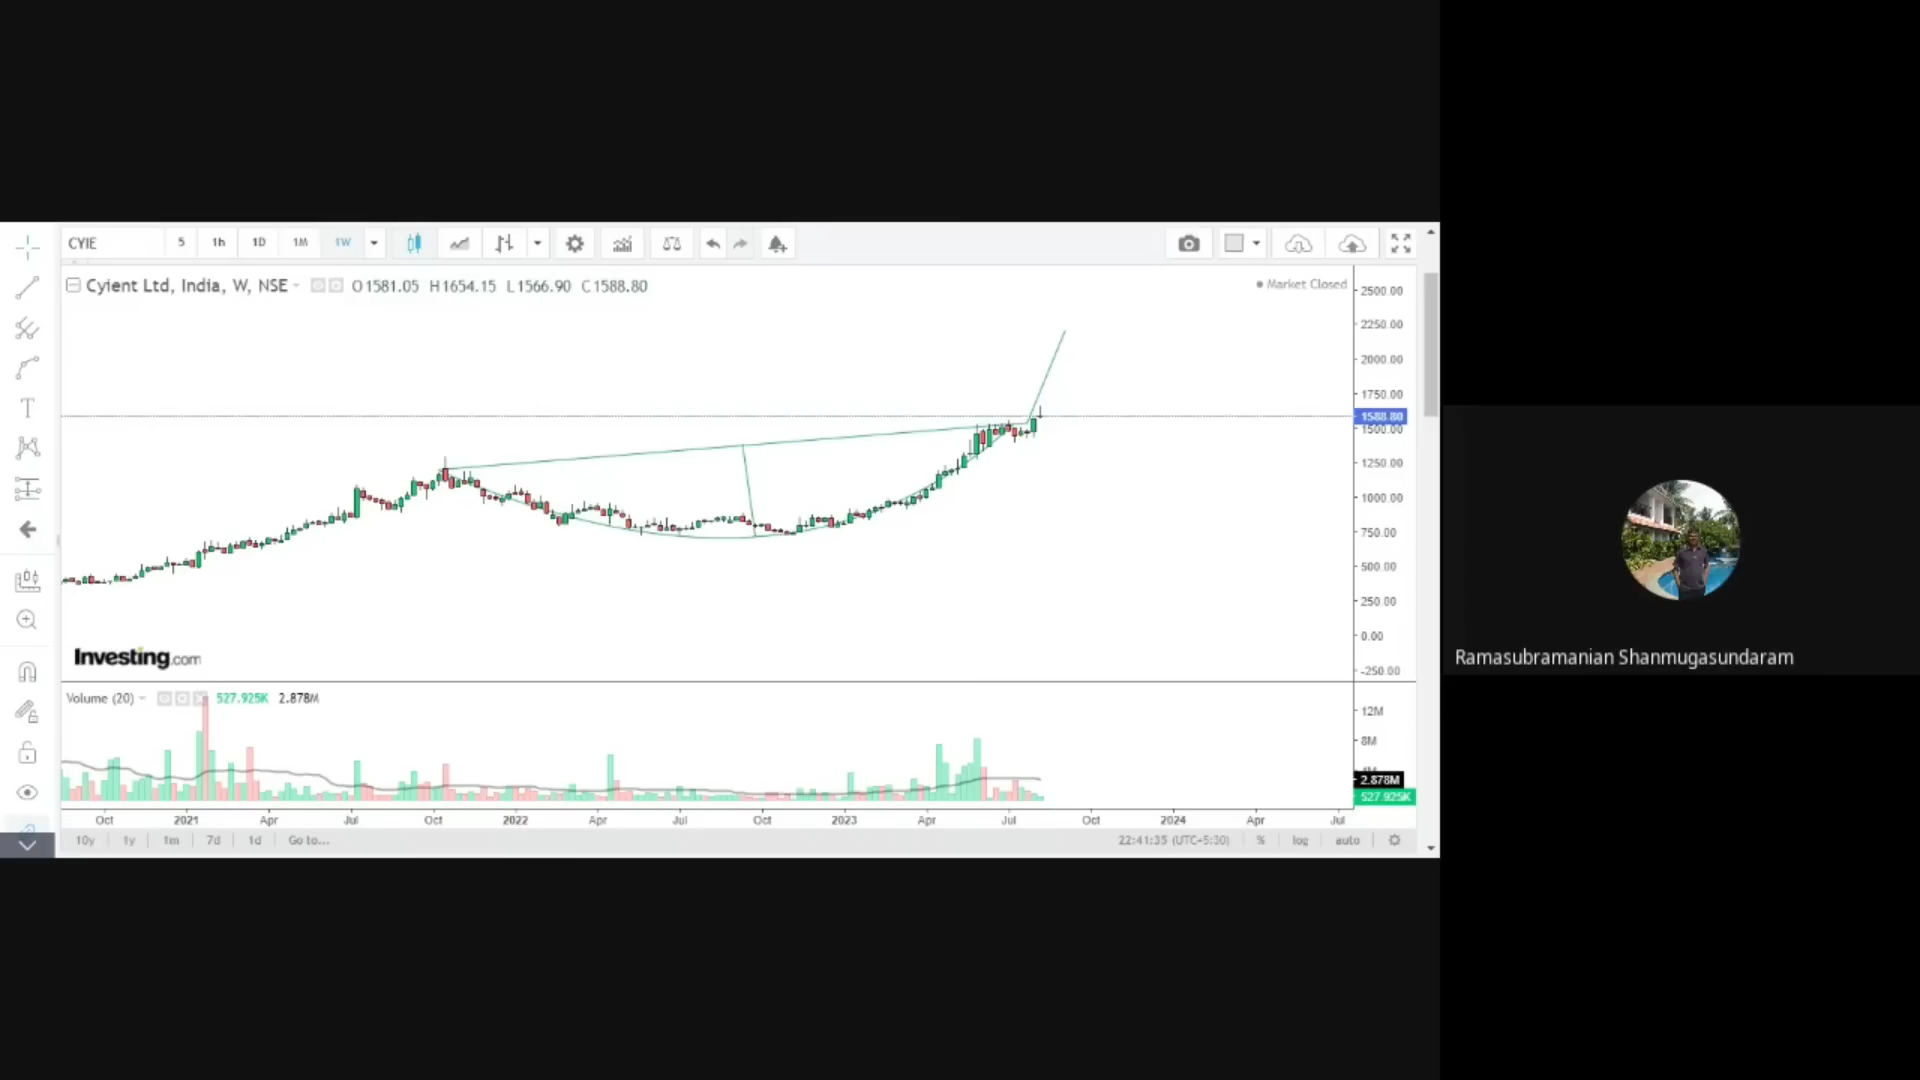 CYIE 5 1h 1D 1M 1W
Cyient Ltd, India, W, NSE O1581.05 H1654.15 L1566.90 C1588.80
Market Closed
2500.00
2250.00
2000.00
1750.00
1588.80
1500.00
1250.00
1000.00
750.00
500.00
250.00
0.00
-250.00
Investing.com
Volume (20) 527.925K 2.878M
12M
8M
2.878M
527.925K
Oct 2021 Apr Jul Oct 2022 Apr Jul Oct 2023 Apr Jul Oct 2024 Apr Jul
10y 1y 1m 7d 1d Go to... 22:41:35 (UTC+5:30) % log auto
Ramasubramanian Shanmugasundaram